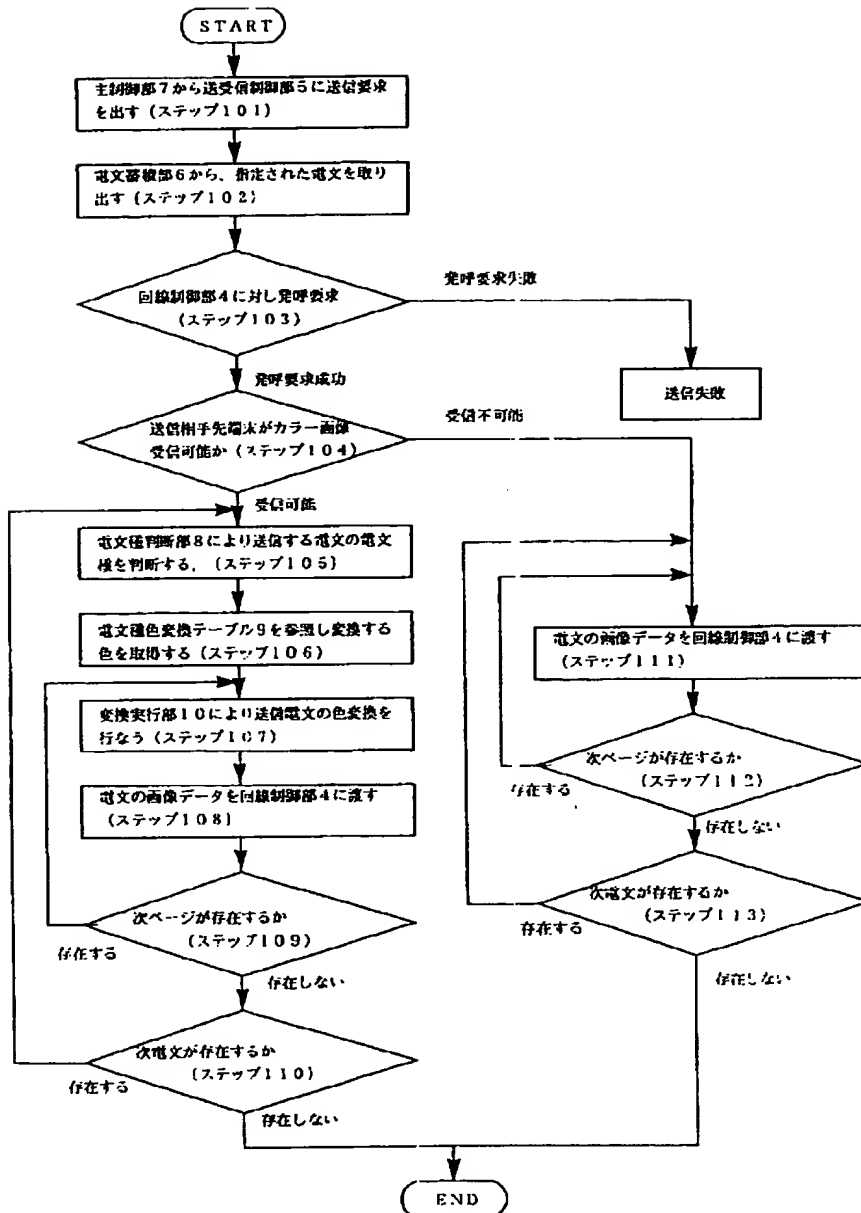 START
主制御部7から送受信制御部5に送信要求
を出す(ステップ101)
電文蓄積部6から、指定された電文を取り
出す(ステップ102)
回線制御部4に対し発呼要求
(ステップ103)
発呼要求失敗
送信失敗
発呼要求成功
送信相手先端末がカラー画像
受信可能か(ステップ104)
受信不可能
受信可能
電文種判断部8により送信する電文の電文
種を判断する.(ステップ105)
電文種色変換テーブル9を参照し変換する
色を取得する(ステップ106)
変換実行部10により送信電文の色変換を
行なう(ステップ107)
電文の画像データを回線制御部4に渡す
(ステップ108)
次ページが存在するか
(ステップ109)
存在する
存在しない
次電文が存在するか
(ステップ110)
存在する
存在しない
電文の画像データを回線制御部4に渡す
(ステップ111)
次ページが存在するか
(ステップ112)
存在する
存在しない
次電文が存在するか
(ステップ113)
存在する
存在しない
END